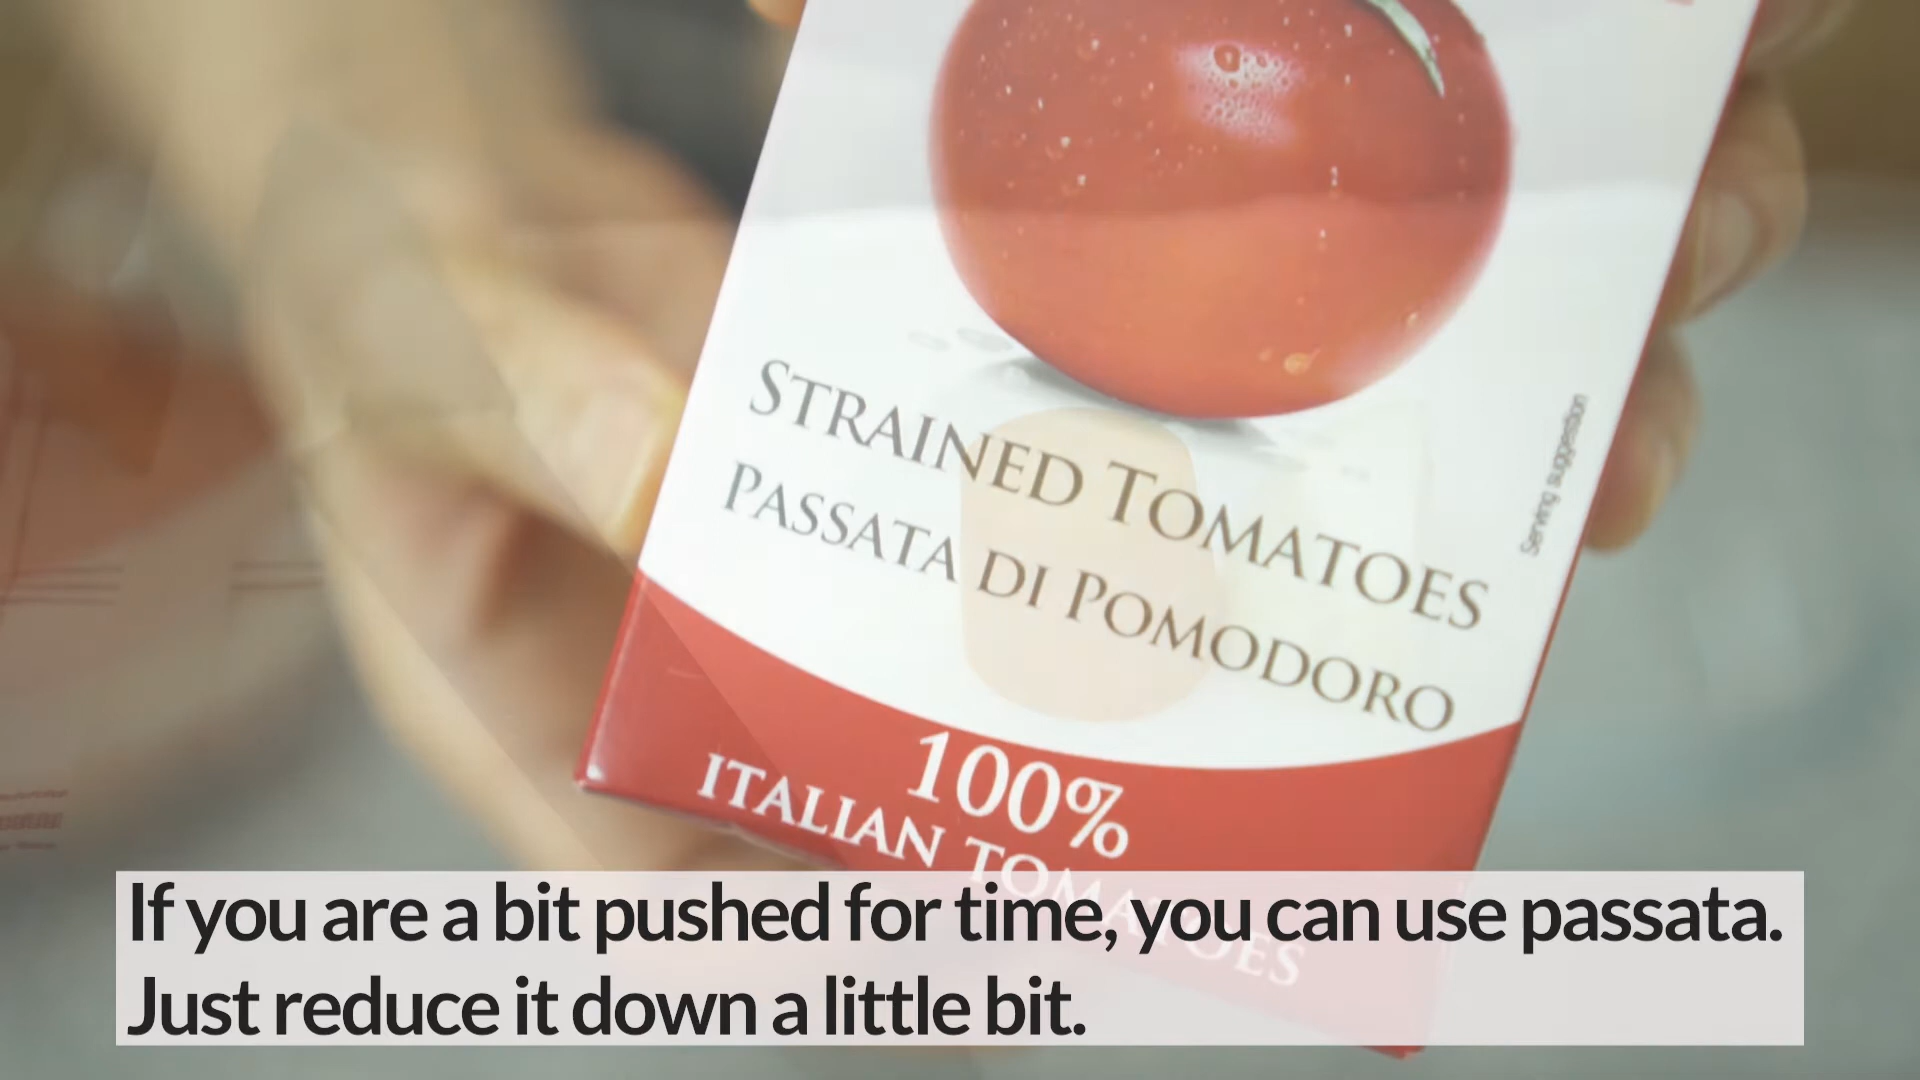 STRAINED TOMATOES
PASSATA DI POMODORO
Serving suggestion
100%
ITALIAN TOMATOES
If you are a bit pushed for time, you can use passata.
Just reduce it down a little bit.